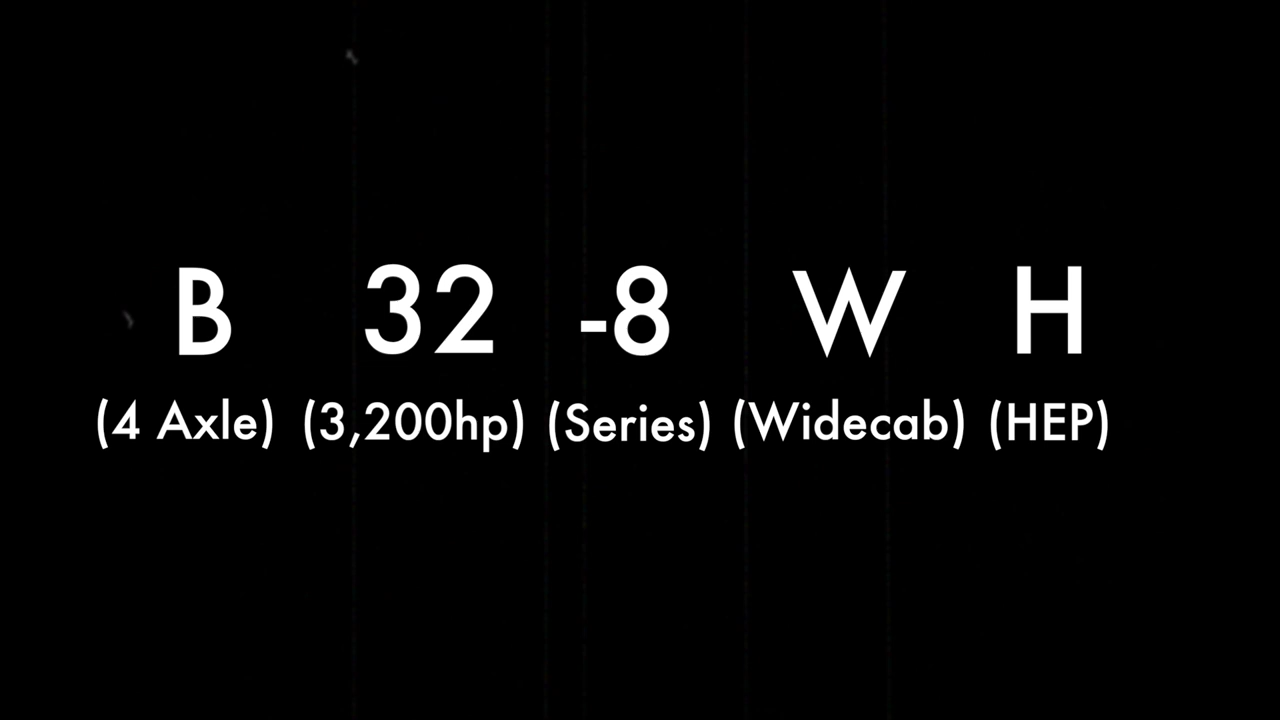 B 32 -8 W H
(4 Axle) (3,200hp) (Series) (Widecab) (HEP)